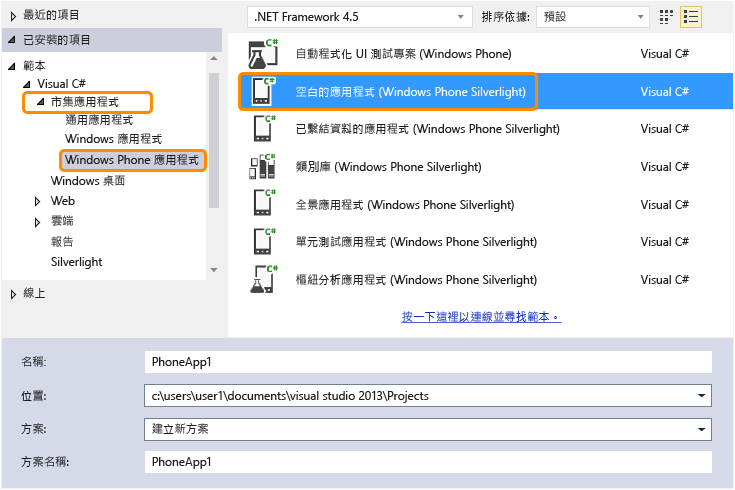 最近的項目
已安裝的項目
範本
Visual C#
市集應用程式
通用應用程式
Windows 應用程式
Windows Phone 應用程式
Windows 桌面
Web
雲端
報告
Silverlight
線上
.NET Framework 4.5 排序依據: 預設
C# 自動程式化 UI 測試專案 (Windows Phone) Visual C#
C# 空白的應用程式 (Windows Phone Silverlight) Visual C#
C# 已繫結資料的應用程式 (Windows Phone Silverlight) Visual C#
C# 類別庫 (Windows Phone Silverlight) Visual C#
C# 全景應用程式 (Windows Phone Silverlight) Visual C#
C# 單元測試應用程式 (Windows Phone Silverlight) Visual C#
C# 樞紐分析應用程式 (Windows Phone Silverlight) Visual C#
按一下這裡以連線並尋找範本。
名稱: PhoneApp1
位置: c:\users\user1\documents\visual studio 2013\Projects
方案: 建立新方案
方案名稱: PhoneApp1